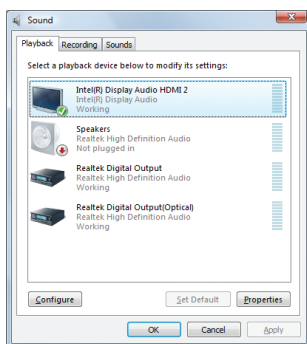 Sound
Playback
Recording
Sounds
Select a playback device below to modify its settings:
Intel(R) Display Audio HDMI 2
Intel(R) Display Audio
Working
Speakers
Realtek High Definition Audio
Not plugged in
Realtek Digital Output
Realtek High Definition Audio
Working
Realtek Digital Output(Optical)
Realtek High Definition Audio
Working
Configure
Set Default
Properties
OK
Cancel
Apply